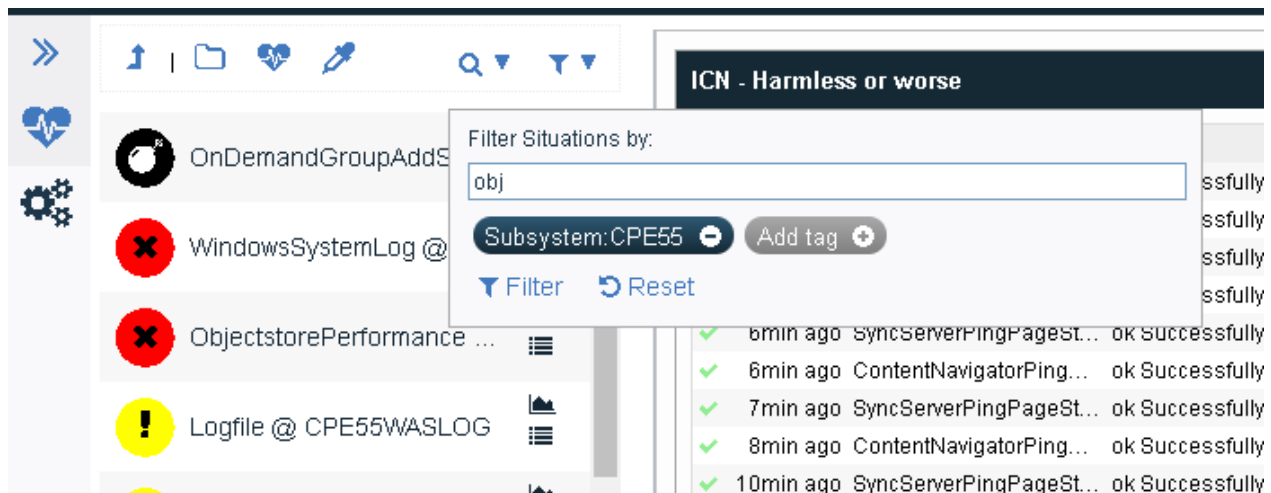 ICN - Harmless or worse
OnDemandGroupAddS
WindowsSystemLog @
ObjectstorePerformance ...
Logfile @ CPE55WASLOG
Filter Situations by:
obj
Subsystem:CPE55
Add tag
Filter
Reset
ssfully
ssfully
ssfully
ssfully
6min ago SyncServerPingPageSt... ok Successfully
6min ago ContentNavigatorPing... ok Successfully
7min ago SyncServerPingPageSt... ok Successfully
8min ago ContentNavigatorPing... ok Successfully
10min ago SyncServerPingPageSt... ok Successfully